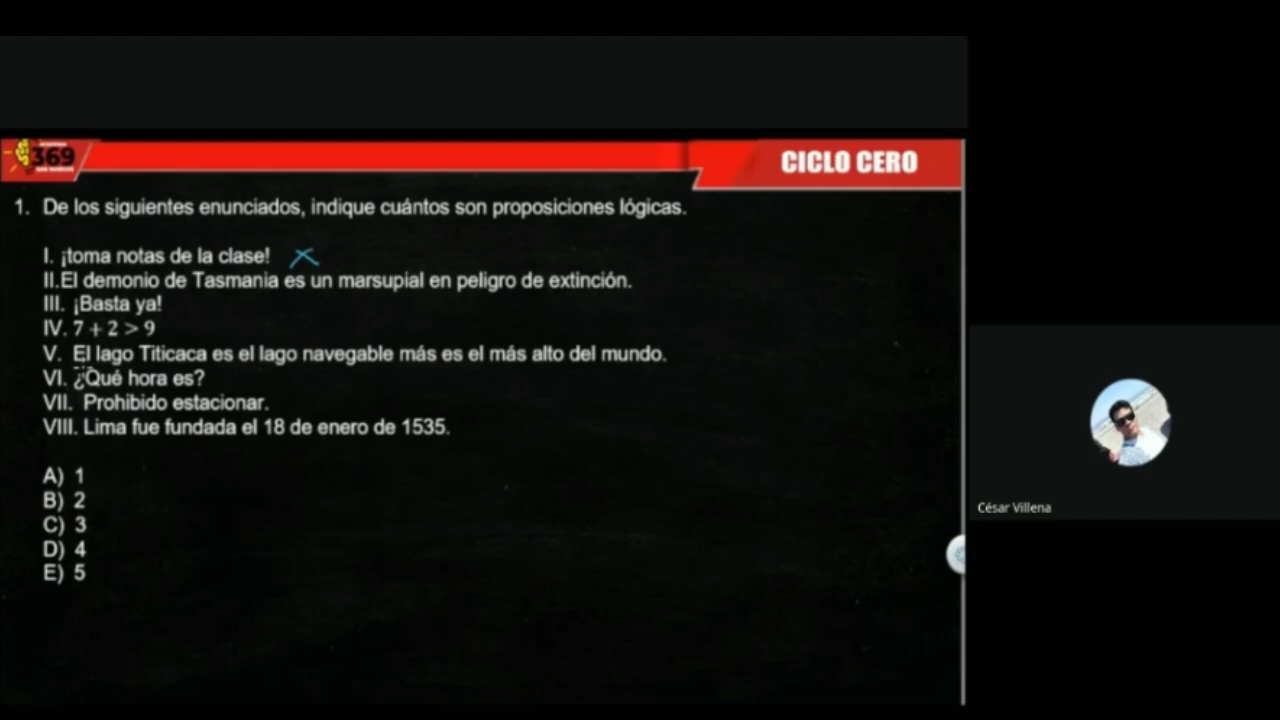 369
CICLO CERO
1. De los siguientes enunciados, indique cuántos son proposiciones lógicas.
I. ¡toma notas de la clase!
II.El demonio de Tasmania es un marsupial en peligro de extinción.
III. ¡Basta ya!
IV. 7 + 2 > 9
V. El lago Titicaca es el lago navegable más es el más alto del mundo.
VI. ¿Qué hora es?
VII. Prohibido estacionar.
VIII. Lima fue fundada el 18 de enero de 1535.
A) 1
B) 2
C) 3
D) 4
E) 5
César Villena